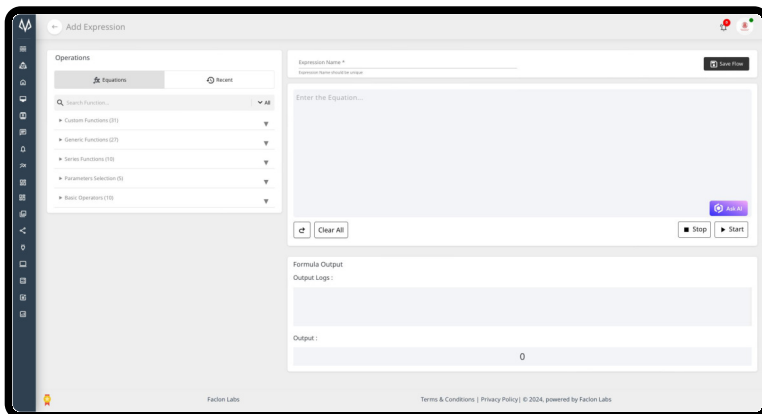 Add Expression
Operations
fx Equations
Recent
Search function...
All
Custom Functions (31)
Generic Functions (27)
Series Functions (10)
Parameters Selection (5)
Basic Operators (10)
Expression Name *
Expression Name should be unique
Save Flow
Enter the Equation...
Ask AI
Clear All
Stop
Start
Formula Output
Output Logs :
Output :
0
Faclon Labs
Terms & Conditions | Privacy Policy| © 2024, powered by Faclon Labs